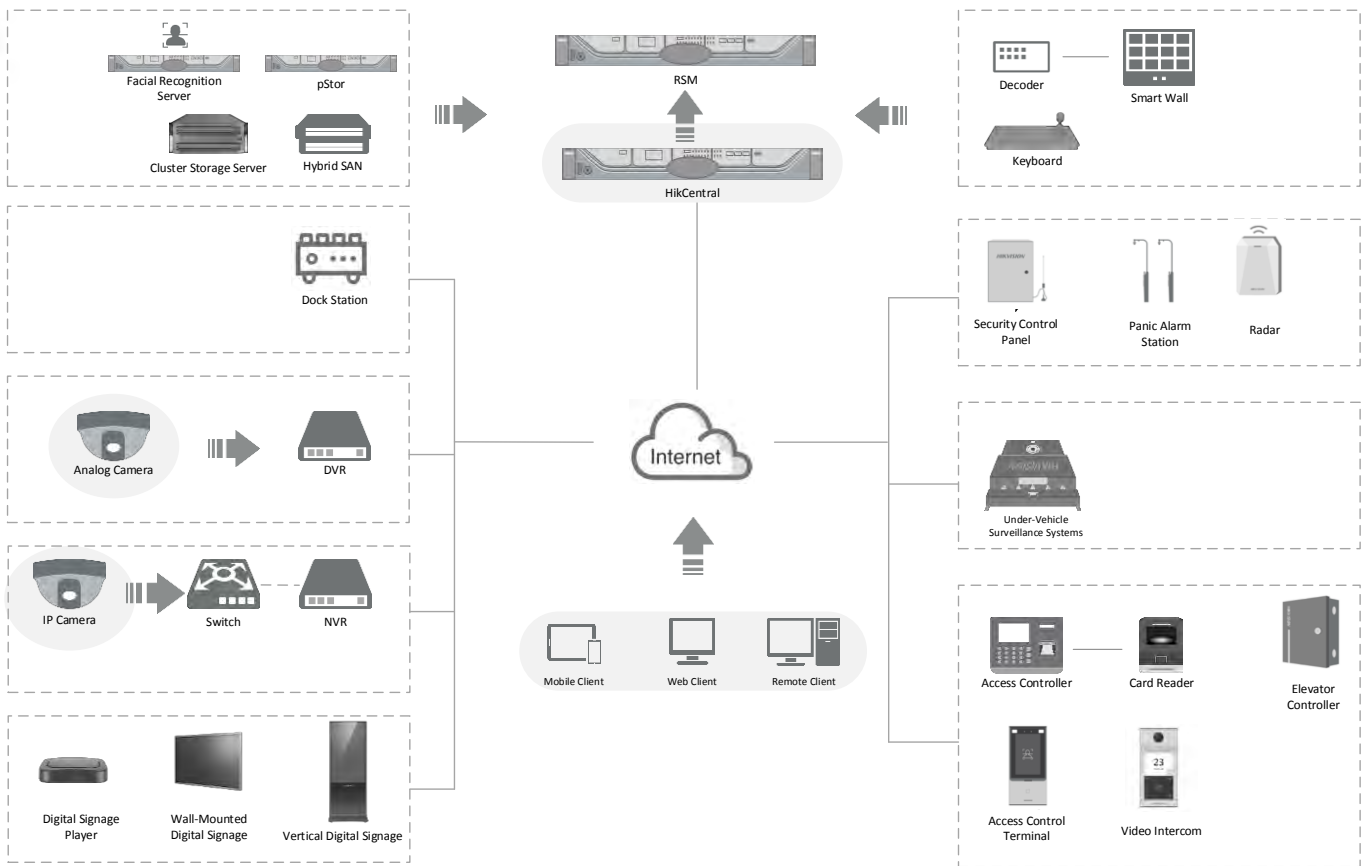 Facial Recognition
Server
pStor
Cluster Storage Server
Hybrid SAN
RSM
HikCentral
Decoder
Smart Wall
Keyboard
Dock Station
HIKVISION
Security Control
Panel
Panic Alarm
Station
Radar
Analog Camera
DVR
Internet
Under-Vehicle
Surveillance Systems
IP Camera
Switch
NVR
Mobile Client
Web Client
Remote Client
Access Controller
Card Reader
Elevator
Controller
Digital Signage
Player
Wall-Mounted
Digital Signage
Vertical Digital Signage
Access Control
Terminal
23
Video Intercom